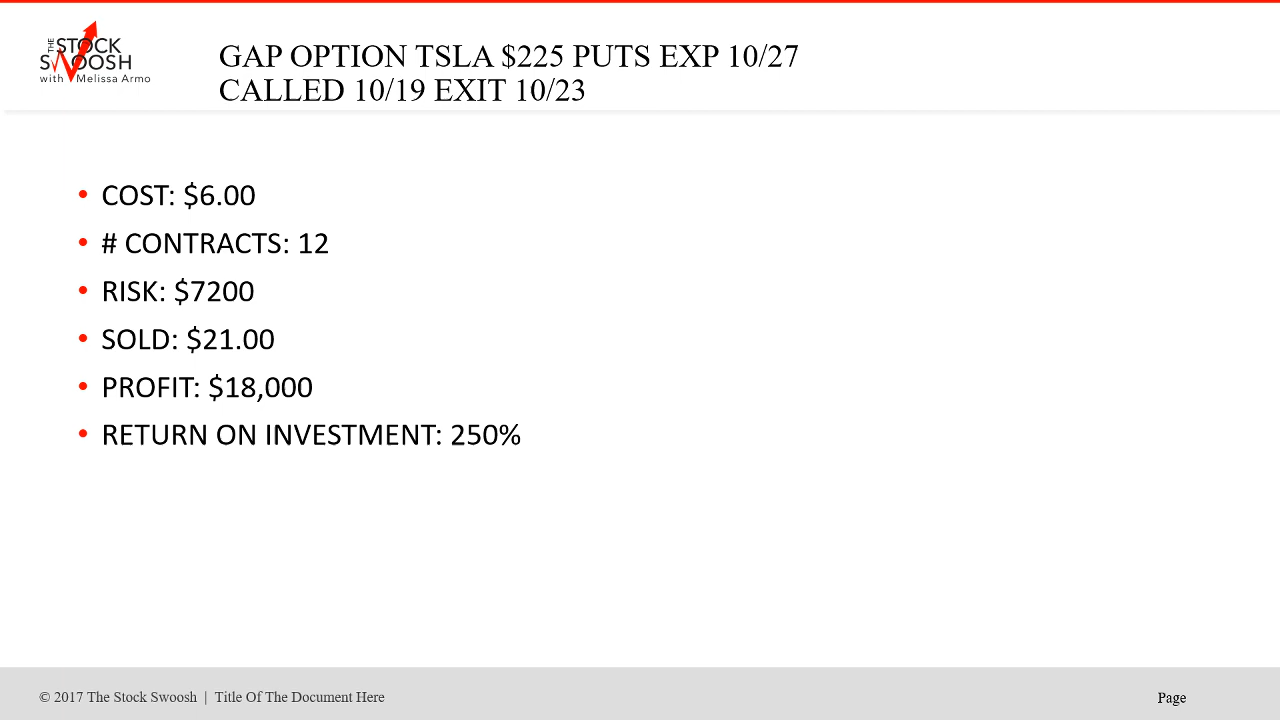 THE
STOCK
SWOOSH
with Melissa Armo
GAP OPTION TSLA $225 PUTS EXP 10/27
CALLED 10/19 EXIT 10/23
• COST: $6.00
• # CONTRACTS: 12
• RISK: $7200
• SOLD: $21.00
• PROFIT: $18,000
• RETURN ON INVESTMENT: 250%
© 2017 The Stock Swoosh | Title Of The Document Here
Page